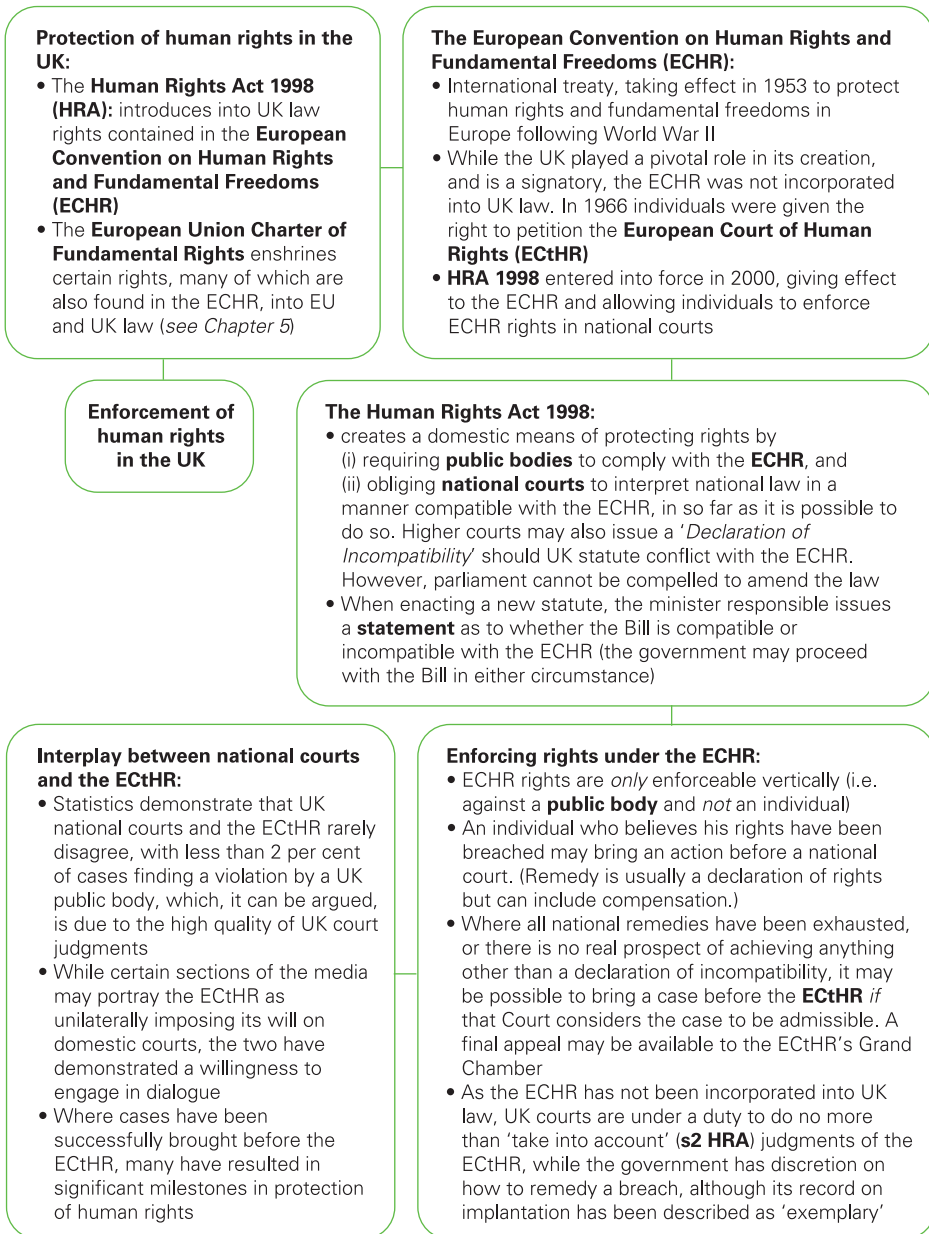 Protection of human rights in the
UK:
• The Human Rights Act 1998
(HRA): introduces into UK law
rights contained in the European
Convention on Human Rights
and Fundamental Freedoms
(ECHR)
• The European Union Charter of
Fundamental Rights enshrines
certain rights, many of which are
also found in the ECHR, into EU
and UK law (see Chapter 5)
The European Convention on Human Rights and
Fundamental Freedoms (ECHR):
• International treaty, taking effect in 1953 to protect
human rights and fundamental freedoms in
Europe following World War II
• While the UK played a pivotal role in its creation,
and is a signatory, the ECHR was not incorporated
into UK law. In 1966 individuals were given the
right to petition the European Court of Human
Rights (ECtHR)
• HRA 1998 entered into force in 2000, giving effect
to the ECHR and allowing individuals to enforce
ECHR rights in national courts
Enforcement of
human rights
in the UK
The Human Rights Act 1998:
• creates a domestic means of protecting rights by
(i) requiring public bodies to comply with the ECHR, and
(ii) obliging national courts to interpret national law in a
manner compatible with the ECHR, in so far as it is possible to
do so. Higher courts may also issue a ‘Declaration of
Incompatibility’ should UK statute conflict with the ECHR.
However, parliament cannot be compelled to amend the law
• When enacting a new statute, the minister responsible issues
a statement as to whether the Bill is compatible or
incompatible with the ECHR (the government may proceed
with the Bill in either circumstance)
Interplay between national courts
and the ECtHR:
• Statistics demonstrate that UK
national courts and the ECtHR rarely
disagree, with less than 2 per cent
of cases finding a violation by a UK
public body, which, it can be argued,
is due to the high quality of UK court
judgments
• While certain sections of the media
may portray the ECtHR as
unilaterally imposing its will on
domestic courts, the two have
demonstrated a willingness to
engage in dialogue
• Where cases have been
successfully brought before the
ECtHR, many have resulted in
significant milestones in protection
of human rights
Enforcing rights under the ECHR:
• ECHR rights are only enforceable vertically (i.e.
against a public body and not an individual)
• An individual who believes his rights have been
breached may bring an action before a national
court. (Remedy is usually a declaration of rights
but can include compensation.)
• Where all national remedies have been exhausted,
or there is no real prospect of achieving anything
other than a declaration of incompatibility, it may
be possible to bring a case before the ECtHR if
that Court considers the case to be admissible. A
final appeal may be available to the ECtHR’s Grand
Chamber
• As the ECHR has not been incorporated into UK
law, UK courts are under a duty to do no more
than ‘take into account’ (s2 HRA) judgments of the
ECtHR, while the government has discretion on
how to remedy a breach, although its record on
implantation has been described as ‘exemplary’